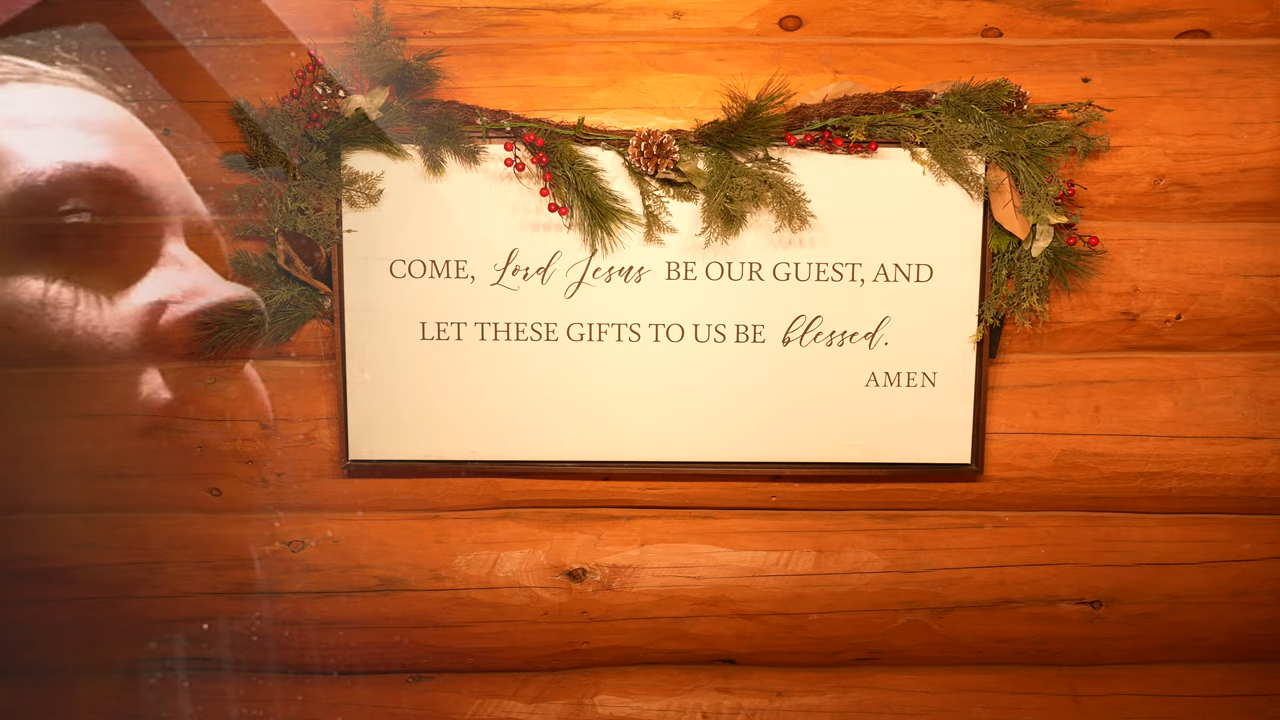 COME, Lord Jesus BE OUR GUEST, AND
LET THESE GIFTS TO US BE blessed.
AMEN